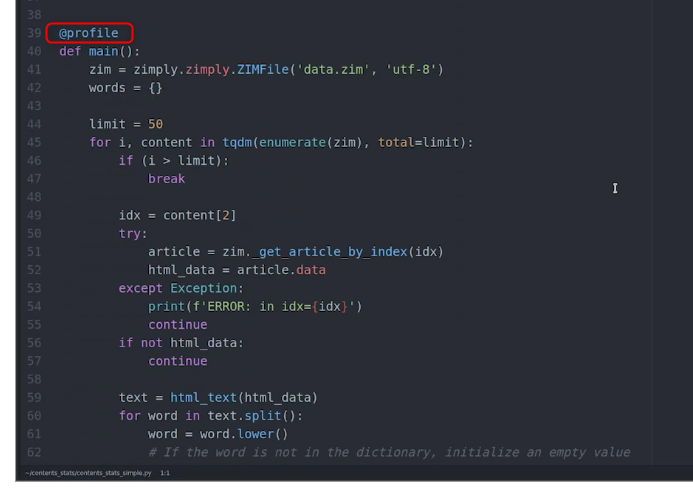 38
39 @profile
40 def main():
41     zim = zimply.zimply.ZIMFile('data.zim', 'utf-8')
42     words = {}
43
44     limit = 50
45     for i, content in tqdm(enumerate(zim), total=limit):
46         if (i > limit):
47             break
48
49         idx = content[2]
50         try:
51             article = zim._get_article_by_index(idx)
52             html_data = article.data
53         except Exception:
54             print(f'ERROR: in idx={idx}')
55             continue
56         if not html_data:
57             continue
58
59         text = html_text(html_data)
60         for word in text.split():
61             word = word.lower()
62             # If the word is not in the dictionary, initialize an empty value
~/contents_stats/contents_stats_simple.py 1:1